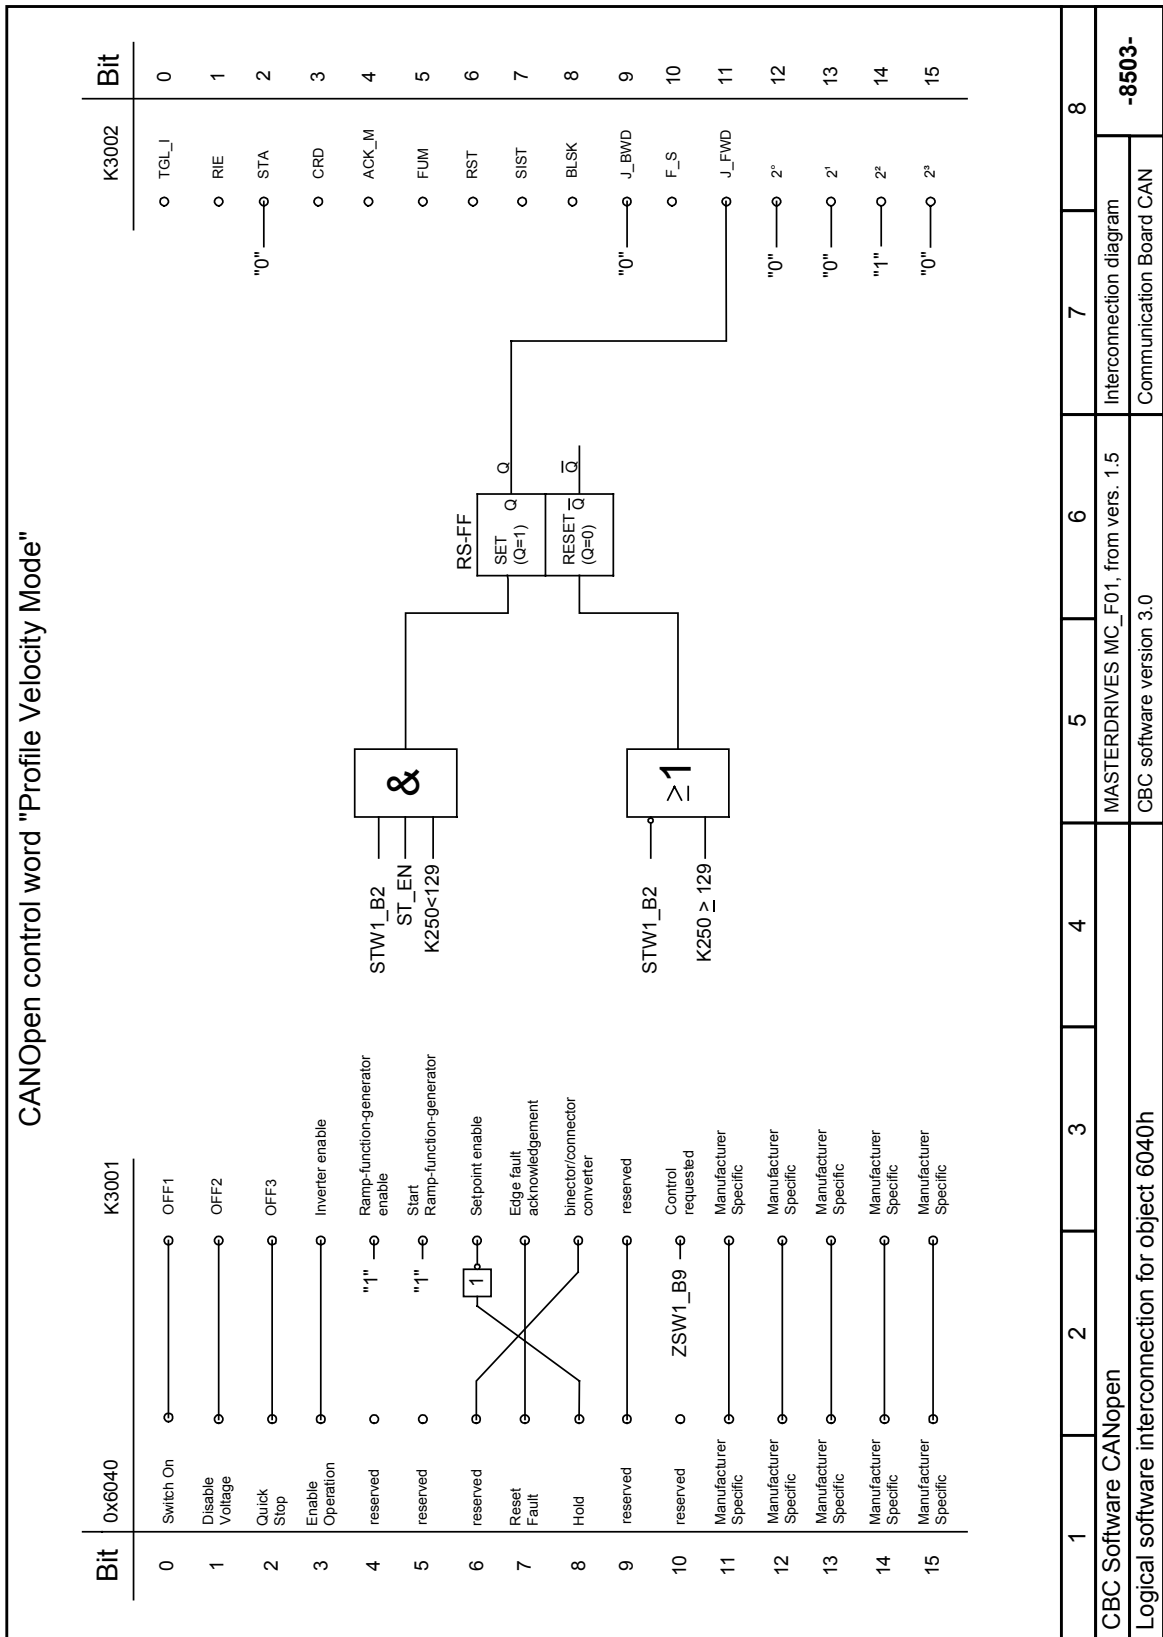 CANOpen control word "Profile Velocity Mode"
Bit 0x6040 K3001
0 Switch On OFF1
1 Disable
Voltage OFF2
2 Quick
Stop OFF3
3 Enable
Operation Inverter enable
4 reserved "1" Ramp-function-generator
enable
5 reserved "1" Start
Ramp-function-generator
6 reserved 1 Setpoint enable
7 Reset
Fault Edge fault
acknowledgement
8 Hold binector/connector
converter
9 reserved reserved
10 reserved ZSW1_B9 Control
requested
11 Manufacturer
Specific Manufacturer
Specific
12 Manufacturer
Specific Manufacturer
Specific
13 Manufacturer
Specific Manufacturer
Specific
14 Manufacturer
Specific Manufacturer
Specific
15 Manufacturer
Specific Manufacturer
Specific
STW1_B2
ST_EN
K250<129
&
STW1_B2
K250 ≥ 129
≥1
RS-FF
SET
(Q=1)
Q Q
RESET
(Q=0)
Q̅ Q̅
K3002 Bit
TGL_I 0
RIE 1
"0" STA 2
CRD 3
ACK_M 4
FUM 5
RST 6
SIST 7
BLSK 8
"0" J_BWD 9
F_S 10
J_FWD 11
"0" 2° 12
"0" 2¹ 13
"1" 2² 14
"0" 2³ 15
1 2 3 4 5 6 7 8
CBC Software CANopen MASTERDRIVES MC_F01, from vers. 1.5 Interconnection diagram -8503-
Logical software interconnection for object 6040h CBC software version 3.0 Communication Board CAN